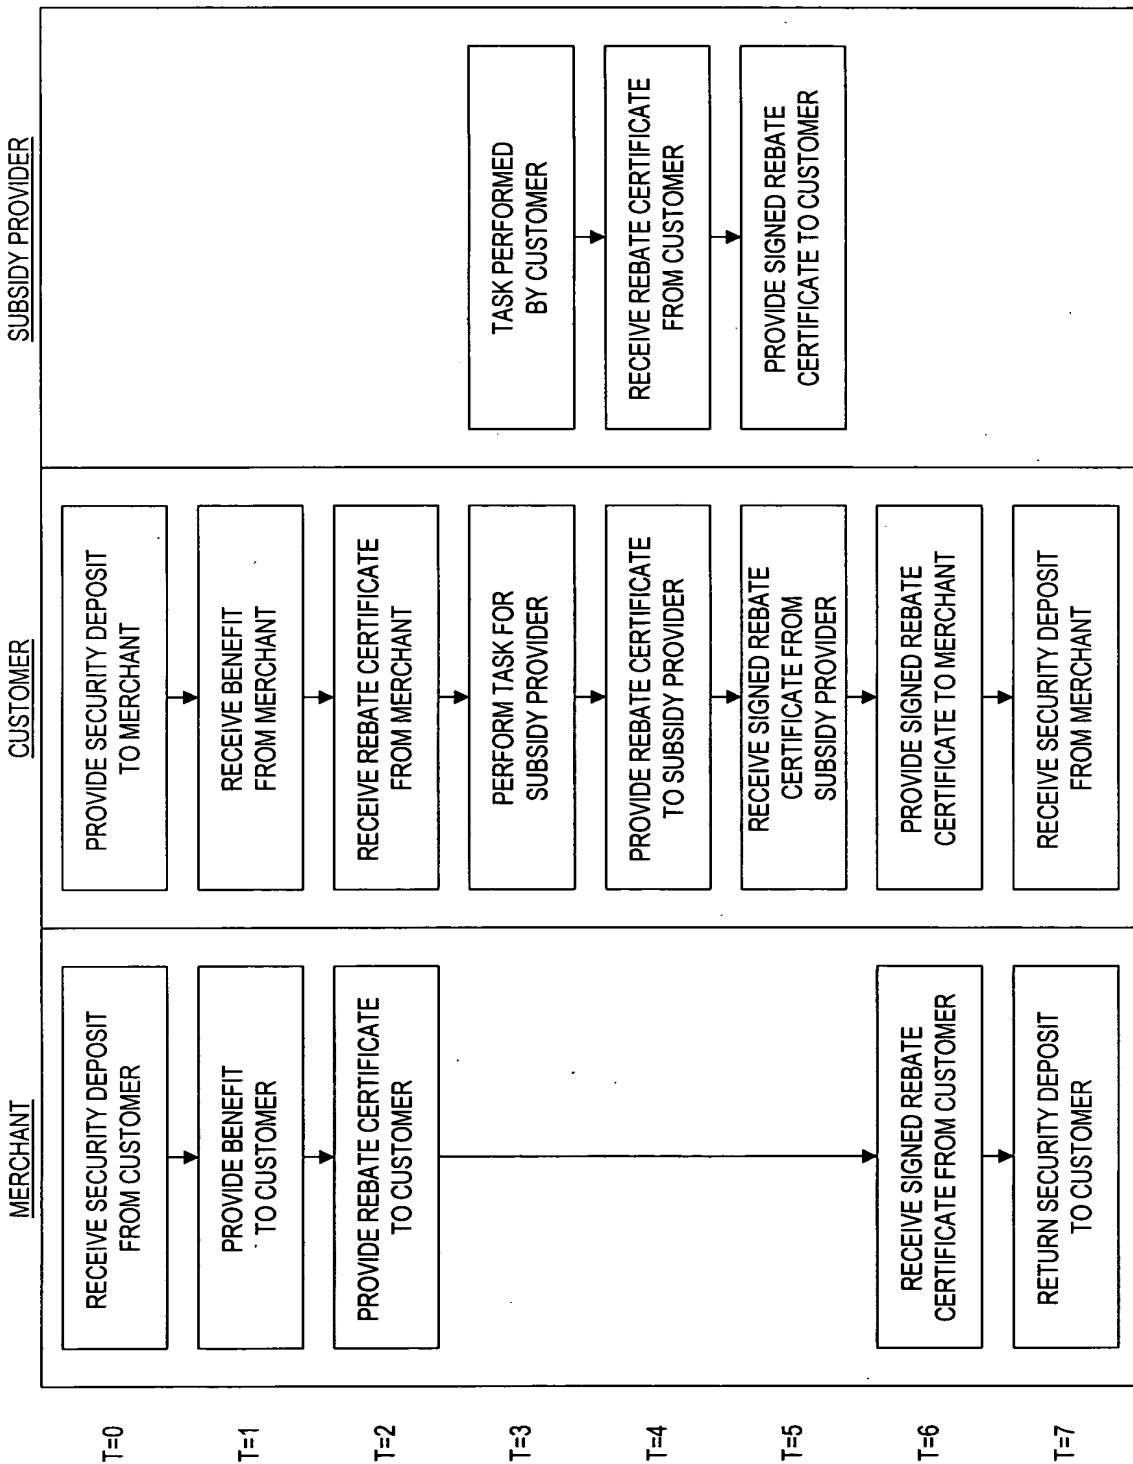 MERCHANT
CUSTOMER
SUBSIDY PROVIDER
T=0
RECEIVE SECURITY DEPOSIT
FROM CUSTOMER
PROVIDE SECURITY DEPOSIT
TO MERCHANT
T=1
PROVIDE BENEFIT
TO CUSTOMER
RECEIVE BENEFIT
FROM MERCHANT
T=2
PROVIDE REBATE CERTIFICATE
TO CUSTOMER
RECEIVE REBATE CERTIFICATE
FROM MERCHANT
T=3
PERFORM TASK FOR
SUBSIDY PROVIDER
TASK PERFORMED
BY CUSTOMER
T=4
PROVIDE REBATE CERTIFICATE
TO SUBSIDY PROVIDER
RECEIVE REBATE CERTIFICATE
FROM CUSTOMER
T=5
RECEIVE SIGNED REBATE
CERTIFICATE FROM
SUBSIDY PROVIDER
PROVIDE SIGNED REBATE
CERTIFICATE TO CUSTOMER
T=6
RECEIVE SIGNED REBATE
CERTIFICATE FROM CUSTOMER
PROVIDE SIGNED REBATE
CERTIFICATE TO MERCHANT
T=7
RETURN SECURITY DEPOSIT
TO CUSTOMER
RECEIVE SECURITY DEPOSIT
FROM MERCHANT